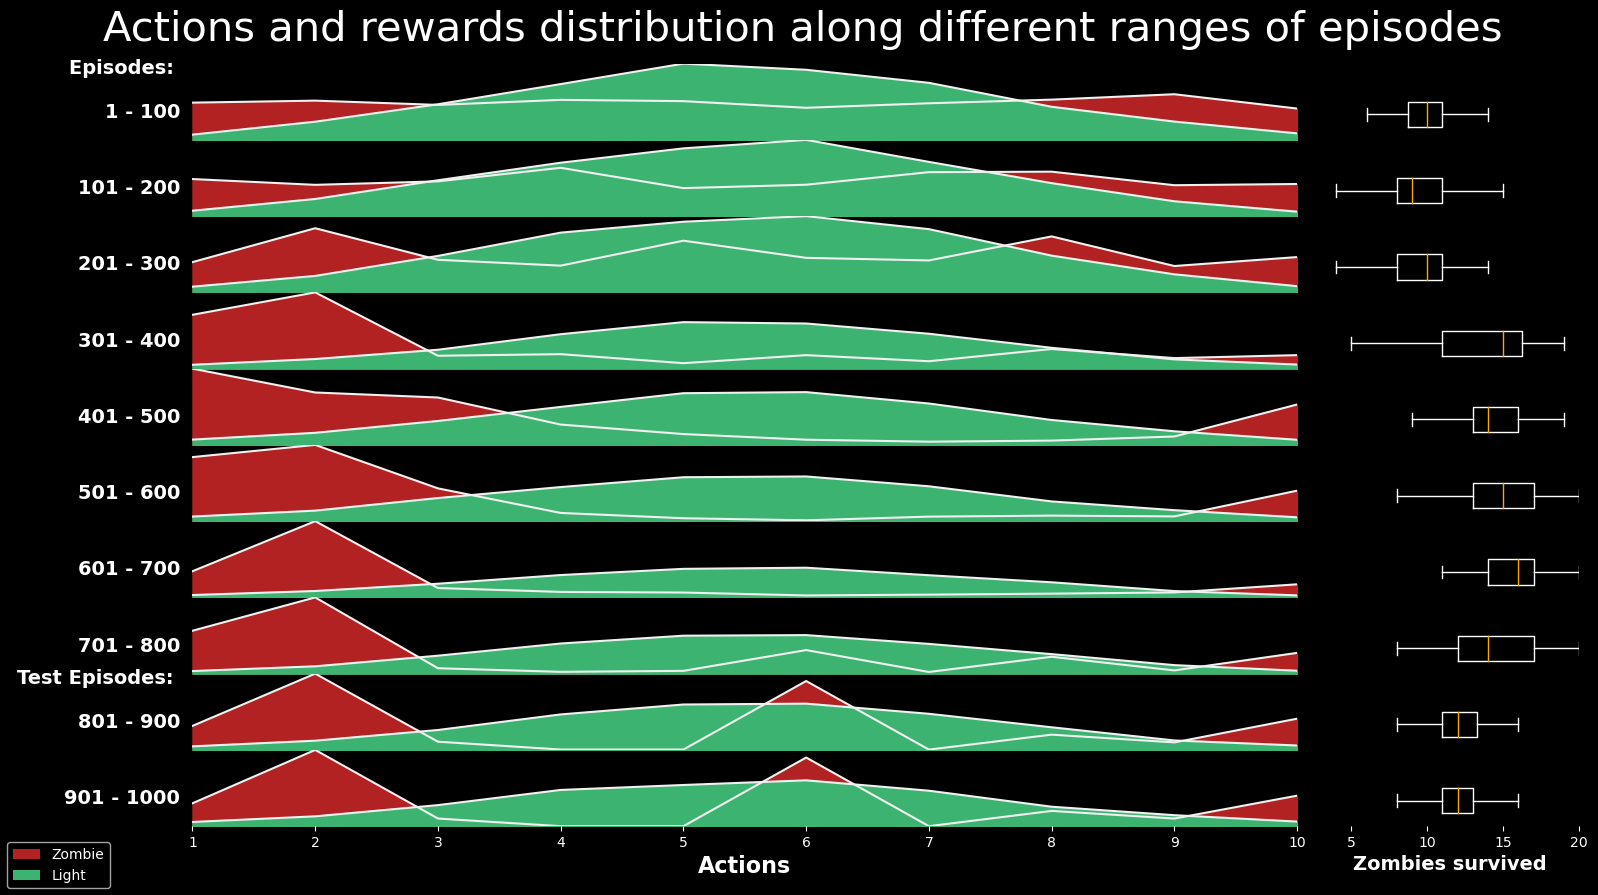 Actions and rewards distribution along different ranges of episodes
Episodes:
1 - 100
101 - 200
201 - 300
301 - 400
401 - 500
501 - 600
601 - 700
701 - 800
Test Episodes:
801 - 900
901 - 1000
1 2 3 4 5 6 7 8 9 10
5 10 15 20
Actions
Zombies survived
Zombie
Light